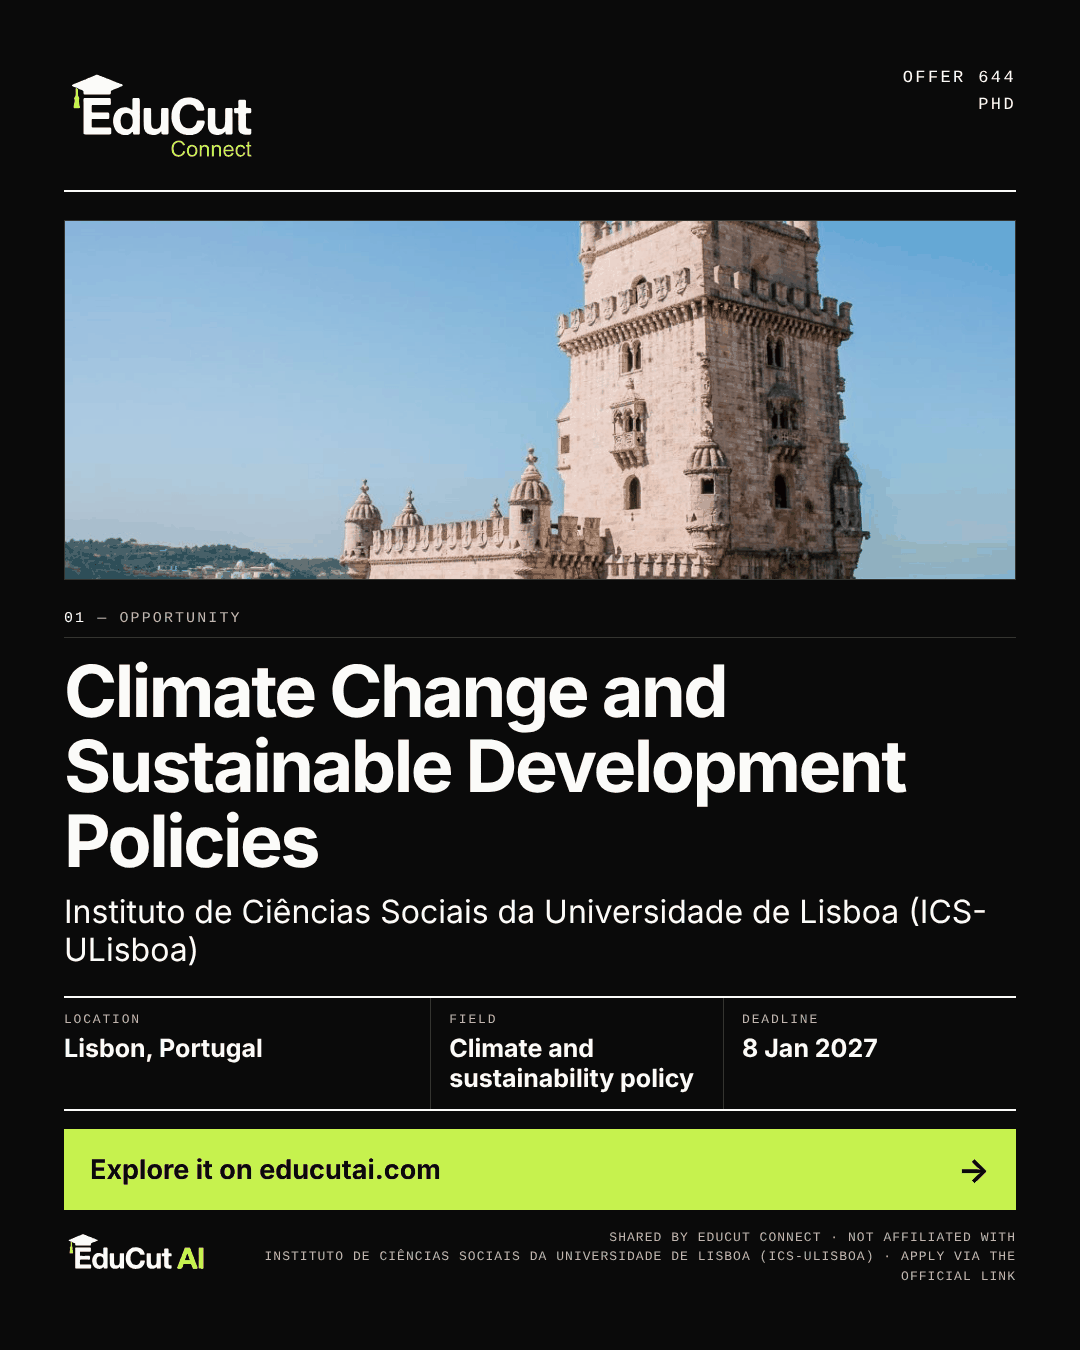 EduCut
Connect
OFFER 644
PHD
01 — OPPORTUNITY
Climate Change and
Sustainable Development
Policies
Instituto de Ciências Sociais da Universidade de Lisboa (ICS-
ULisboa)
LOCATION
Lisbon, Portugal
FIELD
Climate and
sustainability policy
DEADLINE
8 Jan 2027
Explore it on educutai.com →
EduCut AI
SHARED BY EDUCUT CONNECT · NOT AFFILIATED WITH
INSTITUTO DE CIÊNCIAS SOCIAIS DA UNIVERSIDADE DE LISBOA (ICS-ULISBOA) · APPLY VIA THE
OFFICIAL LINK